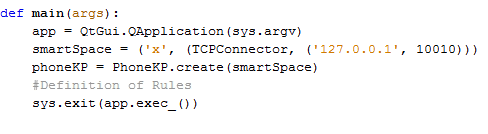 def main(args):
    app = QtGui.QApplication(sys.argv)
    smartSpace = ('x', (TCPConnector, ('127.0.0.1', 10010)))
    phoneKP = PhoneKP.create(smartSpace)
    #Definition of Rules
    sys.exit(app.exec_())